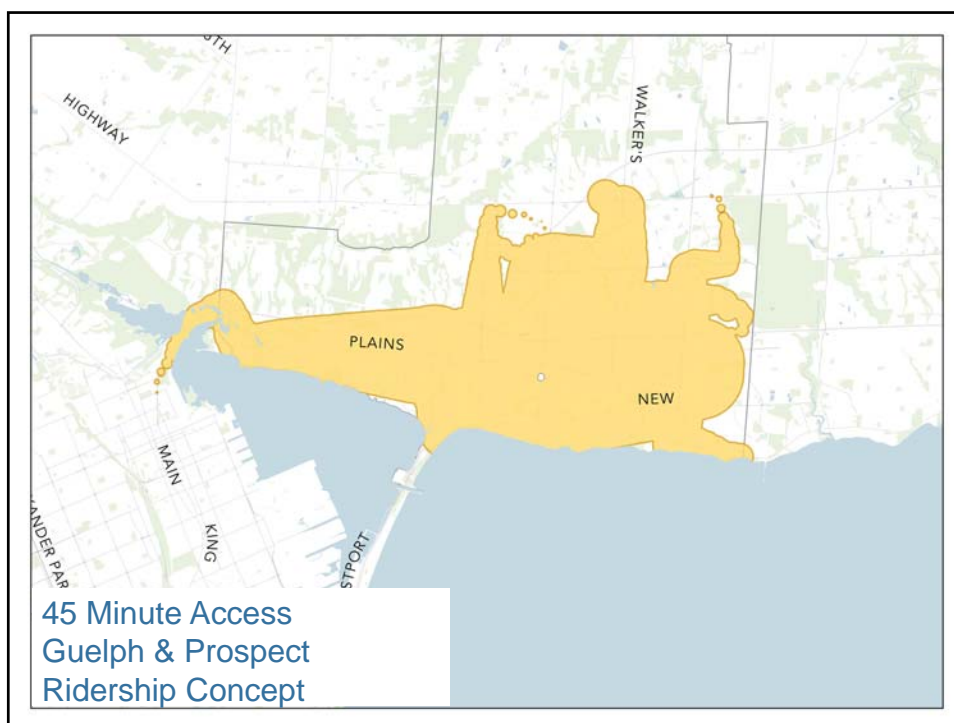 HIGHWAY
WALKER'S
PLAINS
NEW
MAIN
KING
45 Minute Access
Guelph & Prospect
Ridership Concept